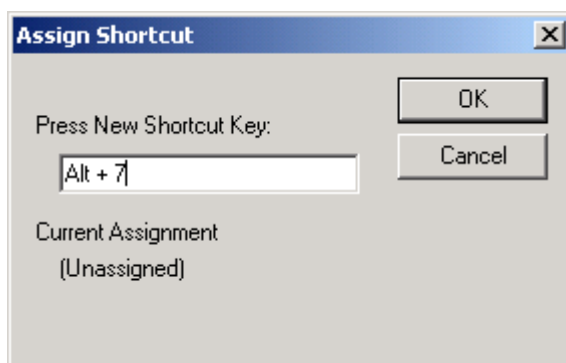 Assign Shortcut
Press New Shortcut Key:
Alt + 7
OK
Cancel
Current Assignment
(Unassigned)